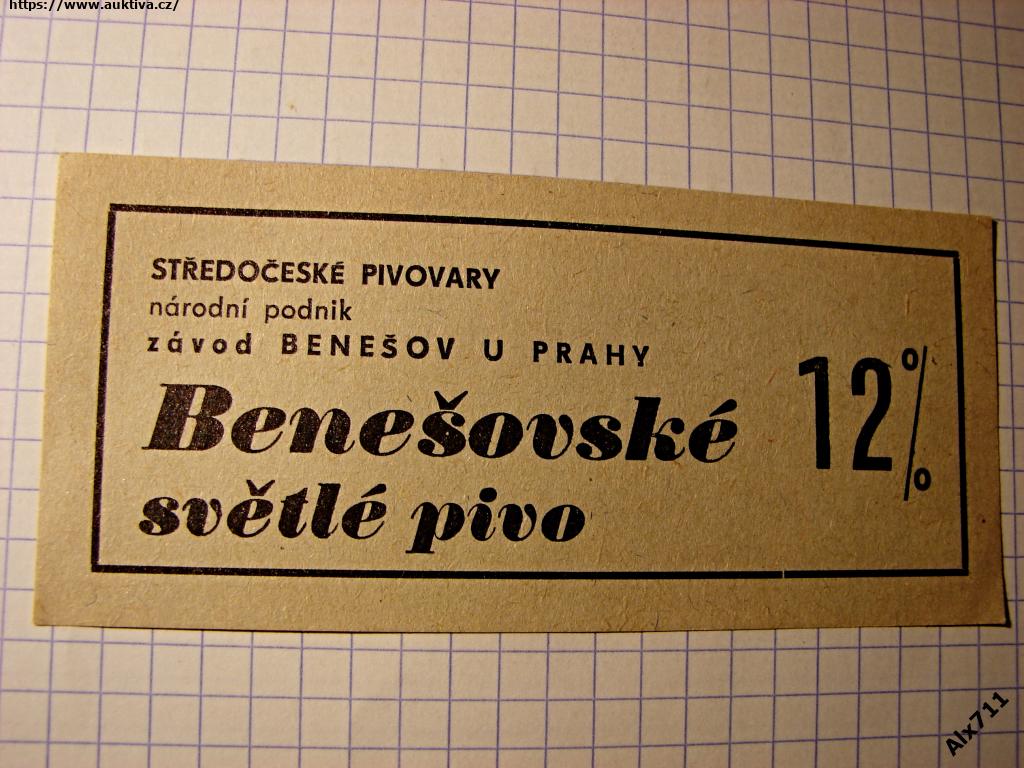 https://www.auktiva.cz/
STŘEDOČESKÉ PIVOVARY
národní podnik
závod BENEŠOV U PRAHY
Benešovské
světlé pivo
12%
Alx711